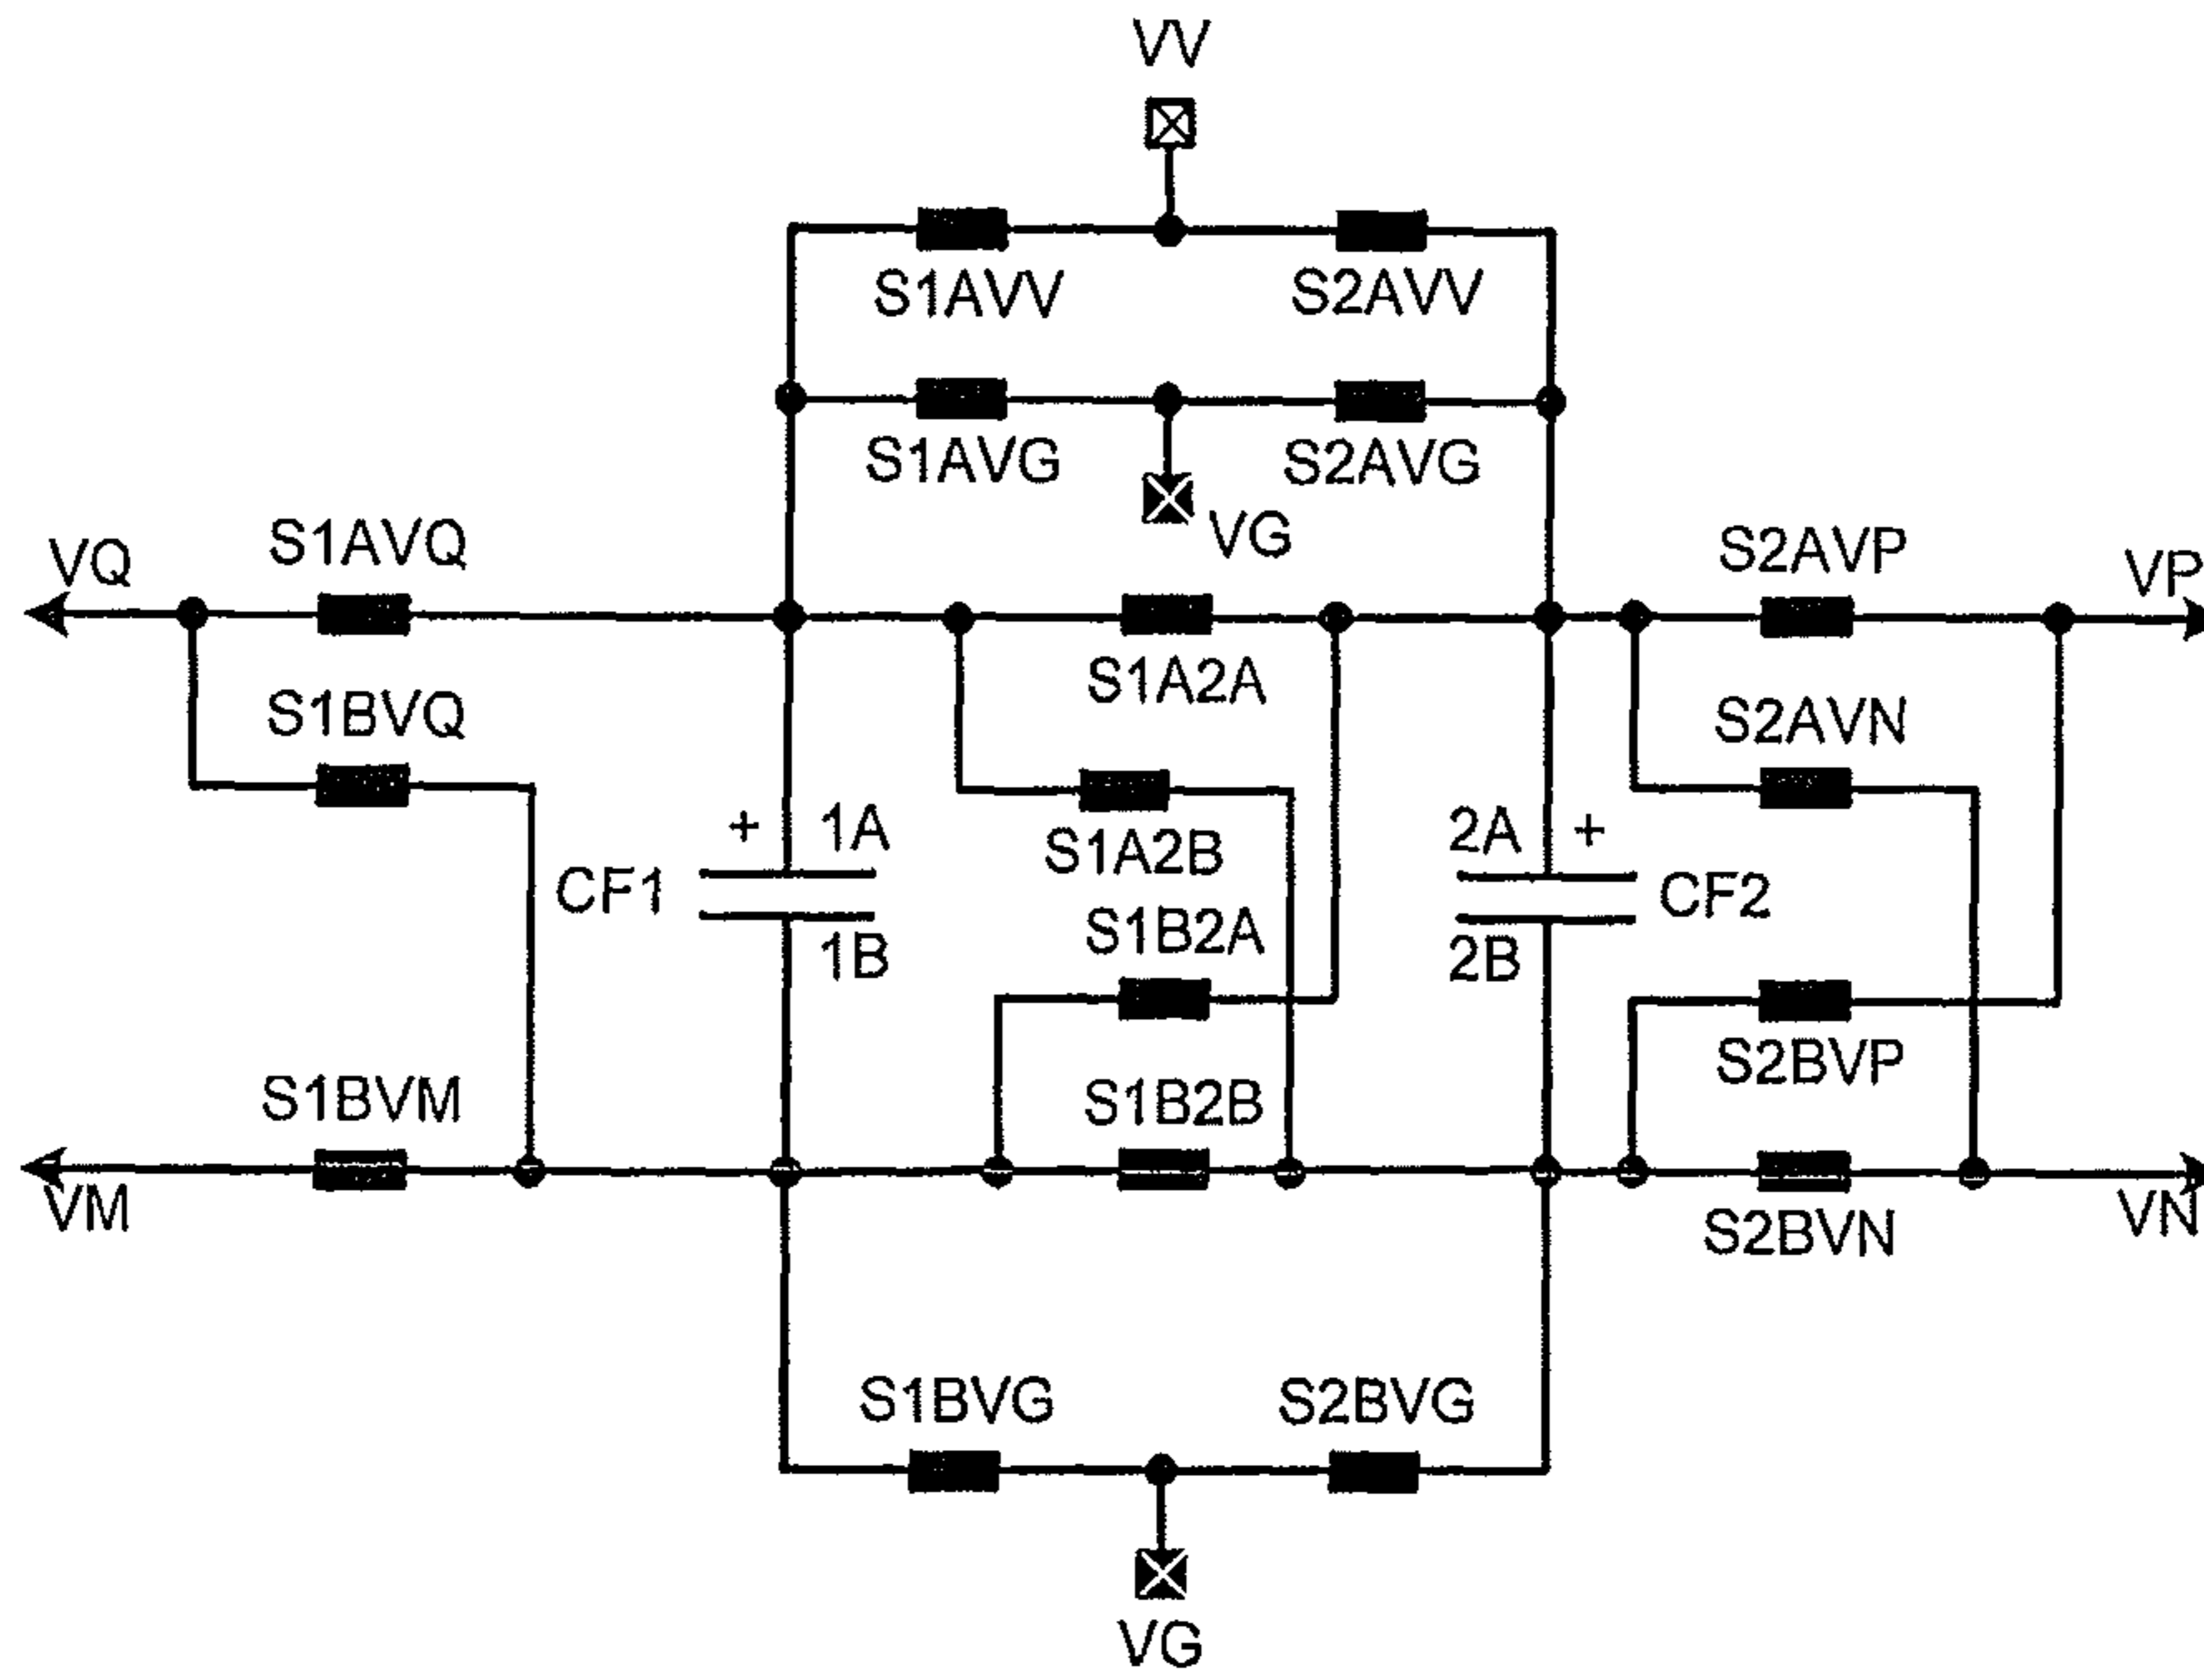 VV
S1AVV
S2AVV
S1AVG
S2AVG
VG
VQ
S1AVQ
S2AVP
VP
S1A2A
S1BVQ
S2AVN
+
1A
S1A2B
2A
+
CF1
CF2
1B
S1B2A
2B
S2BVP
S1BVM
S1B2B
VM
VN
S2BVN
S1BVG
S2BVG
VG